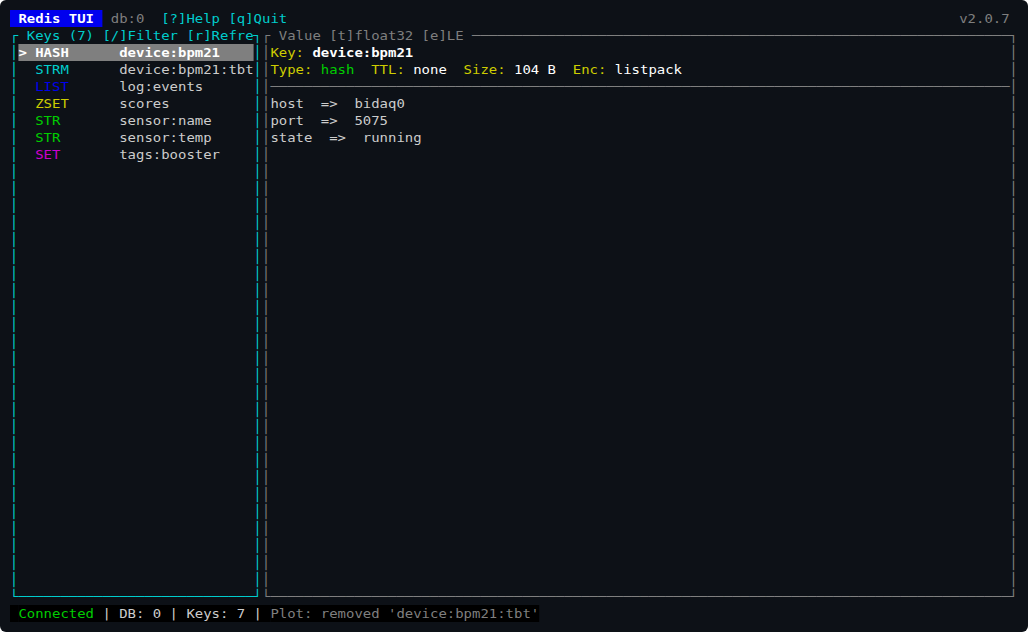 Redis TUI db:0 [?]Help [q]Quit v2.0.7
Keys (7) [/]Filter [r]Refre Value [t]float32 [e]LE
> HASH device:bpm21 Key: device:bpm21
STRM device:bpm21:tbt Type: hash TTL: none Size: 104 B Enc: listpack
LIST log:events
ZSET scores host => bidaq0
STR sensor:name port => 5075
STR sensor:temp state => running
SET tags:booster
Connected | DB: 0 | Keys: 7 | Plot: removed 'device:bpm21:tbt'